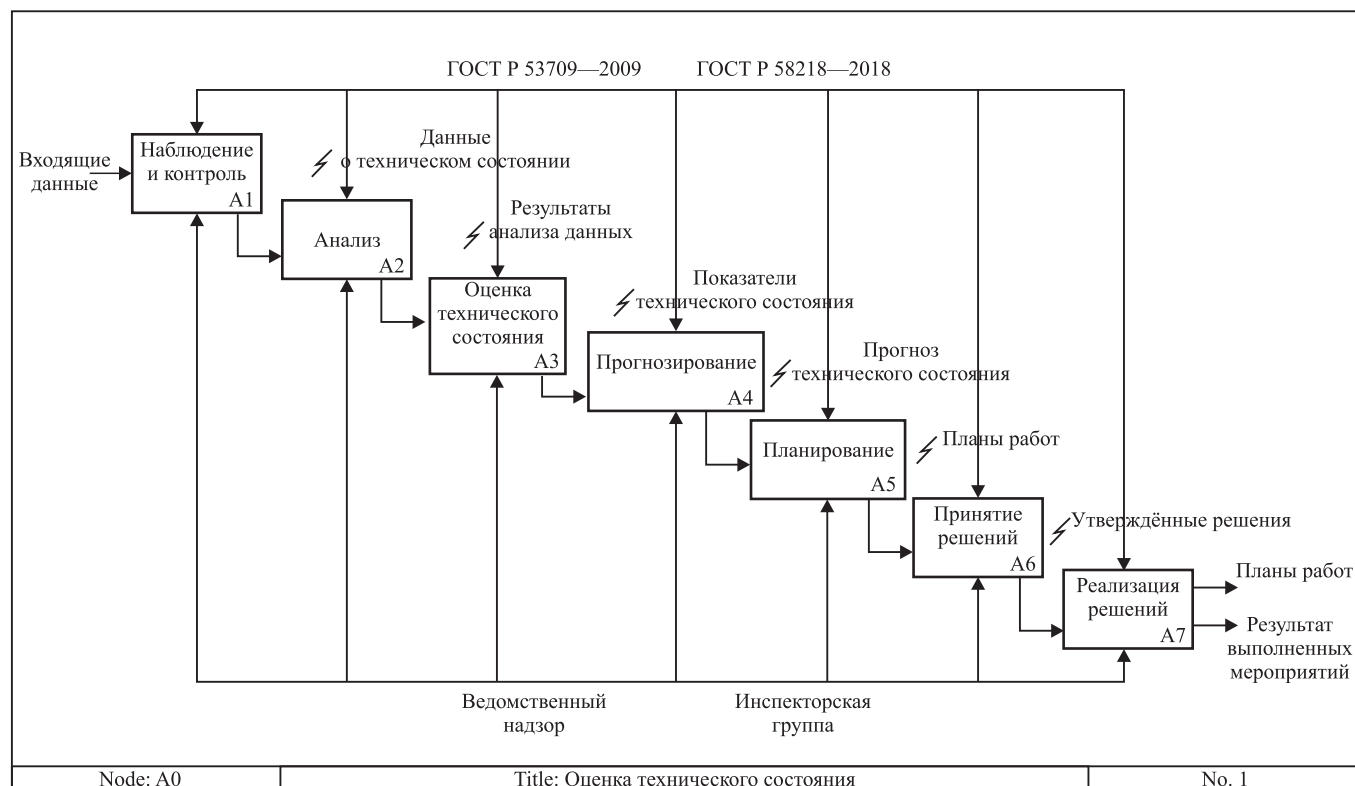 ГОСТ Р 53709—2009
ГОСТ Р 58218—2018
Входящие
данные
Наблюдение
и контроль
А1
Данные
о техническом состоянии
Анализ
А2
Результаты
анализа данных
Оценка
технического
состояния
А3
Показатели
технического состояния
Прогнозирование
А4
Прогноз
технического состояния
Планирование
А5
Планы работ
Принятие
решений
А6
Утверждённые решения
Реализация
решений
А7
Планы работ
Результат
выполненных
мероприятий
Ведомственный
надзор
Инспекторская
группа
Node: A0
Title: Оценка технического состояния
No. 1